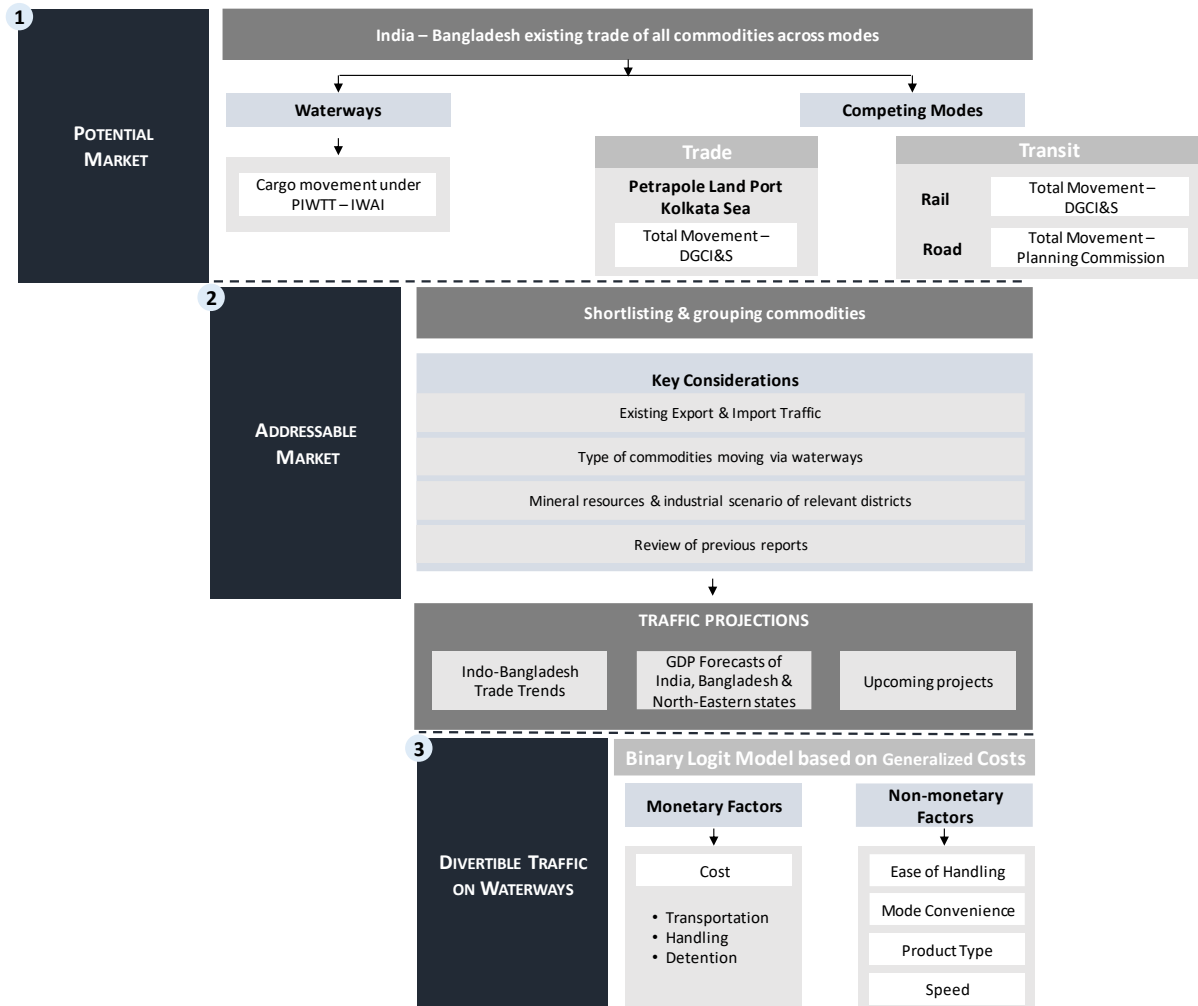 1
POTENTIAL
MARKET
India – Bangladesh existing trade of all commodities across modes
Waterways
Competing Modes
Cargo movement under
PIWTT – IWAI
Trade
Petrapole Land Port
Kolkata Sea
Total Movement –
DGCI&S
Transit
Rail
Total Movement –
DGCI&S
Road
Total Movement –
Planning Commission
2
ADDRESSABLE
MARKET
Shortlisting & grouping commodities
Key Considerations
Existing Export & Import Traffic
Type of commodities moving via waterways
Mineral resources & industrial scenario of relevant districts
Review of previous reports
TRAFFIC PROJECTIONS
Indo-Bangladesh
Trade Trends
GDP Forecasts of
India, Bangladesh &
North-Eastern states
Upcoming projects
3
DIVERTIBLE TRAFFIC
ON WATERWAYS
Binary Logit Model based on Generalized Costs
Monetary Factors
Cost
• Transportation
• Handling
• Detention
Non-monetary
Factors
Ease of Handling
Mode Convenience
Product Type
Speed